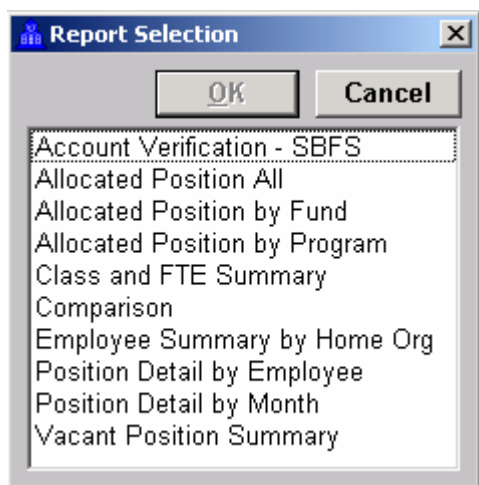 Report Selection
OK Cancel
Account Verification - SBFS
Allocated Position All
Allocated Position by Fund
Allocated Position by Program
Class and FTE Summary
Comparison
Employee Summary by Home Org
Position Detail by Employee
Position Detail by Month
Vacant Position Summary